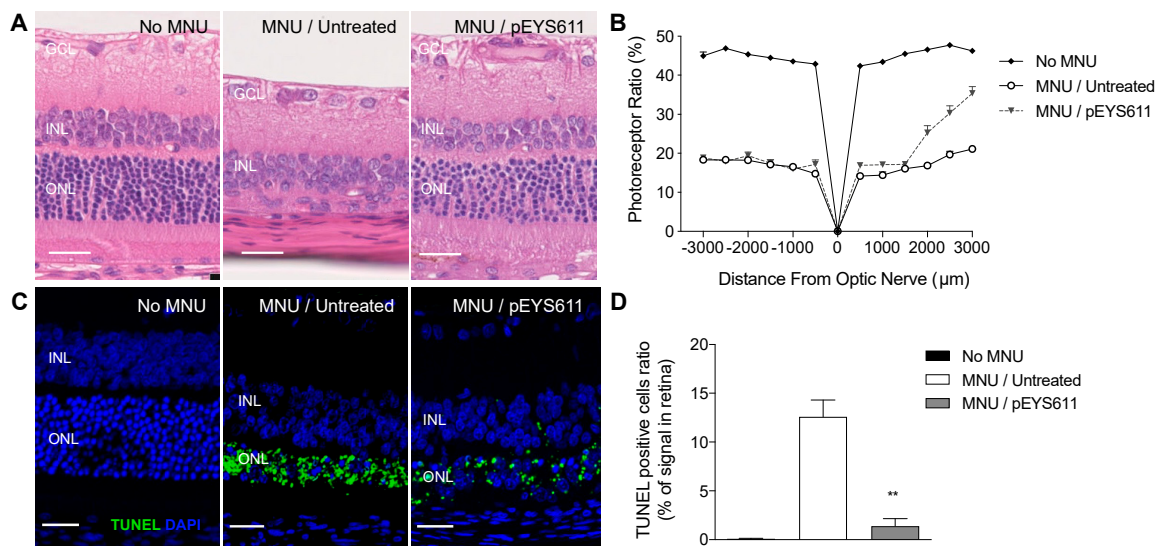 A
No MNU
MNU / Untreated
MNU / pEYS611
GCL
INL
ONL
GCL
INL
GCL
INL
ONL
B
Photoreceptor Ratio (%)
50
40
30
20
10
0
-3000
-2000
-1000
0
1000
2000
3000
Distance From Optic Nerve (µm)
No MNU
MNU / Untreated
MNU / pEYS611
C
No MNU
MNU / Untreated
MNU / pEYS611
INL
ONL
TUNEL DAPI
INL
ONL
INL
ONL
D
TUNEL positive cells ratio
(% of signal in retina)
20
15
10
5
0
**
No MNU
MNU / Untreated
MNU / pEYS611